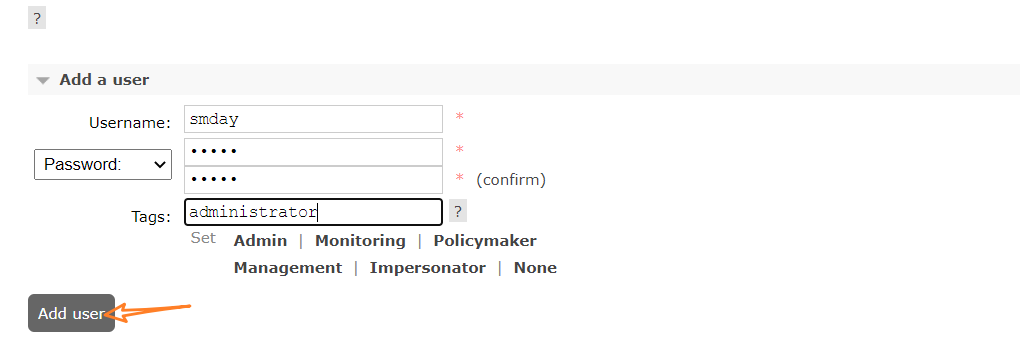 ?
Add a user
Username: smday *
Password: ••••• *
••••• * (confirm)
Tags: administrator ?
Set Admin | Monitoring | Policymaker
Management | Impersonator | None
Add user